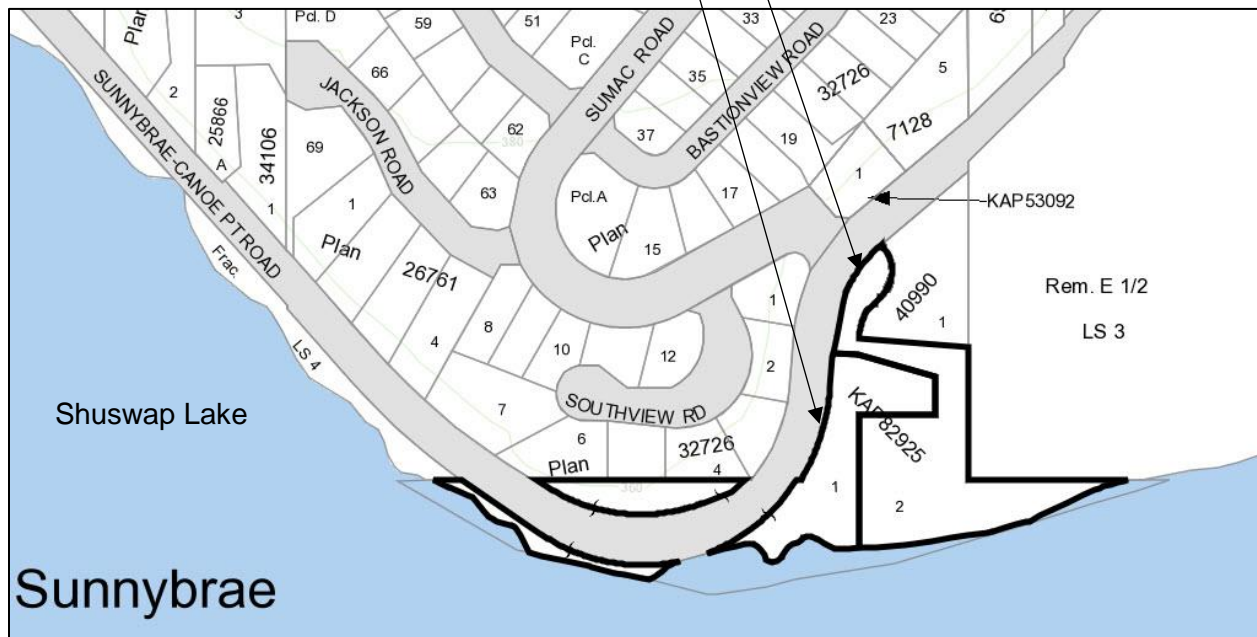 3
Pcl. D
59
51
33
23
Plan
Pcl.
C
SUMAC ROAD
BASTIONVIEW ROAD
66
35
32726
5
2
SUNNYBRAE-CANOE PT ROAD
25866
A
34106
JACKSON ROAD
62
380
37
19
7128
69
63
Pcl.A
17
1
KAP53092
1
1
Plan
Plan
15
26761
Frac.
40990
Rem. E 1/2
1
1
LS 3
LS 4
8
4
10
12
2
Shuswap Lake
7
SOUTHVIEW RD
KAP82925
6
32726
Plan
4
360
1
2
Sunnybrae